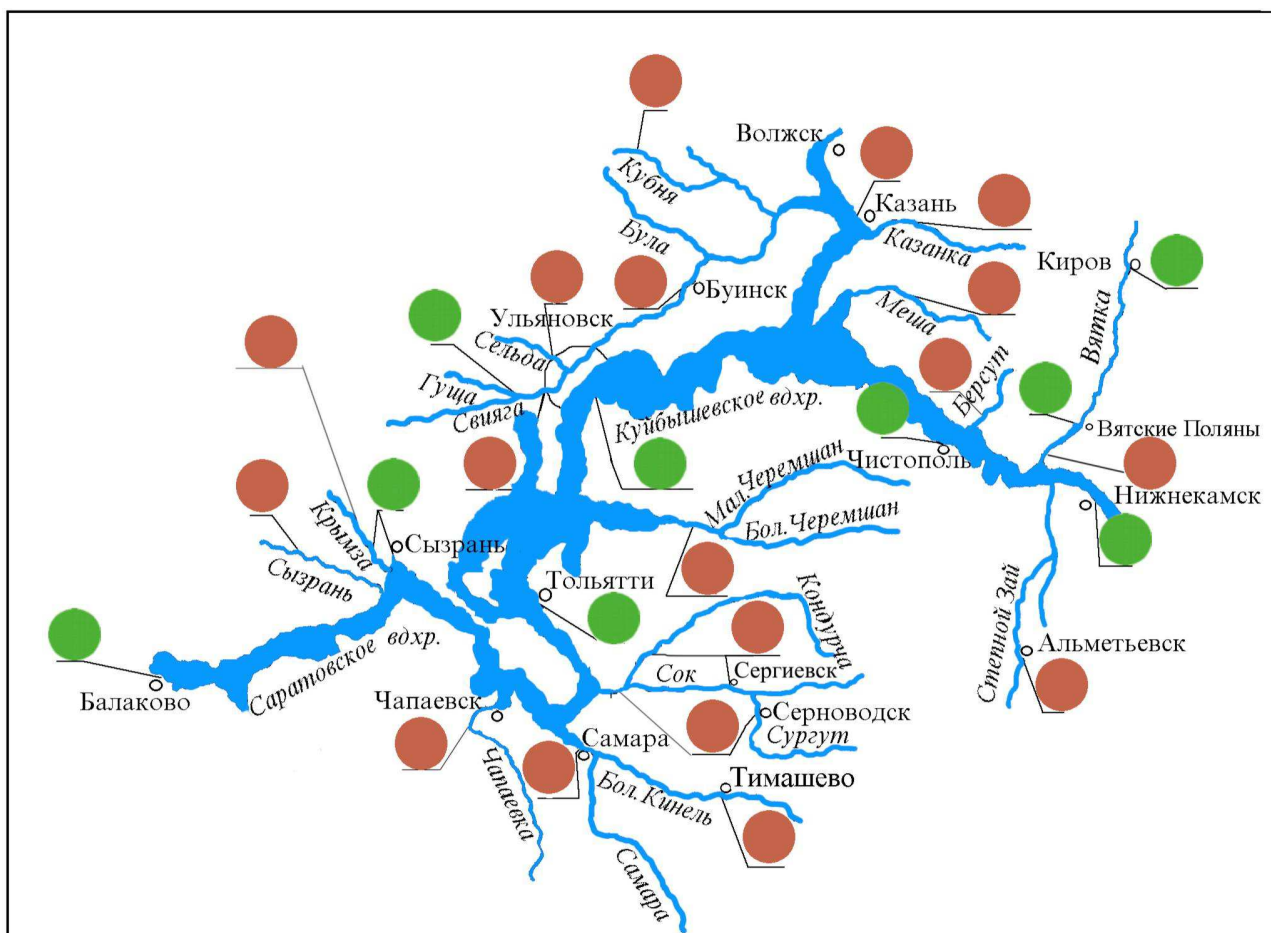 Волжск
Кубня
Казань
Була
Казанка
Киров
Буинск
Меша
Вятка
Ульяновск
Сельда
Берсут
Гуща
Свияга
Куйбышевское вдхр.
Вятские Поляны
Чистополь
Мал. Черемшан
Нижнекамск
Бол. Черемшан
Крымза
Сызрань
Сызрань
Тольятти
Кондурча
Степной Зай
Альметьевск
Саратовское вдхр.
Сок
Сергиевск
Балаково
Чапаевск
Серноводск
Сургут
Самара
Чапаевка
Бол. Кинель
Тимашево
Самара